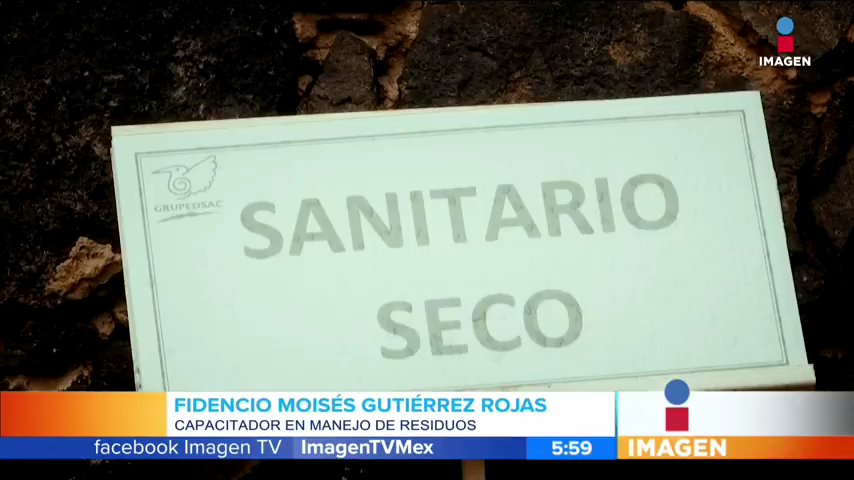 IMAGEN
GRUPEDSAC
SANITARIO
SECO
FIDENCIO MOISÉS GUTIÉRREZ ROJAS
CAPACITADOR EN MANEJO DE RESIDUOS
facebook Imagen TV ImagenTVMex 5:59 IMAGEN